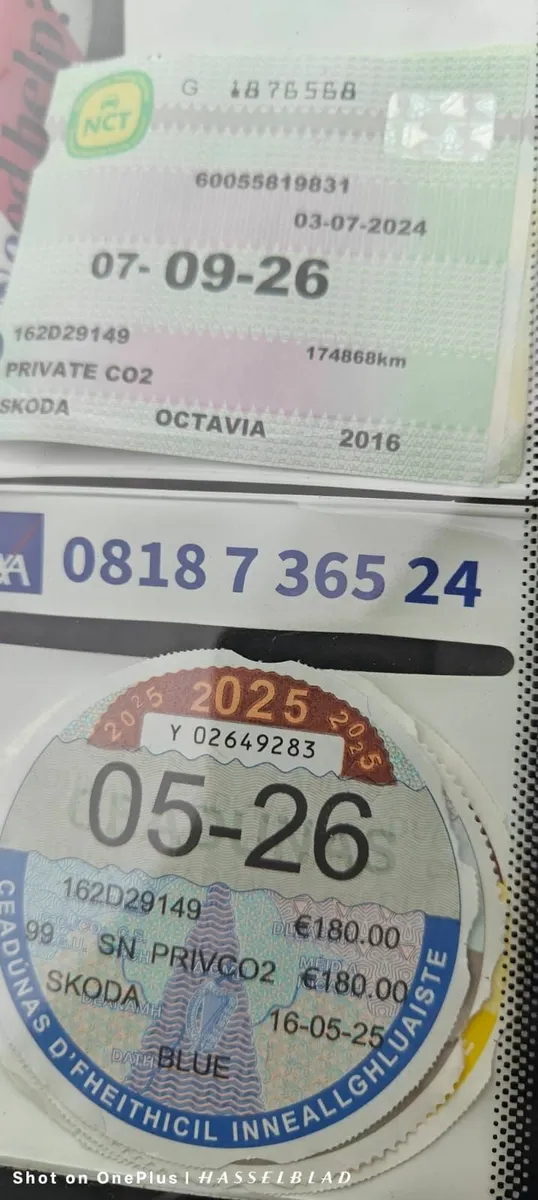 NCT
G 1876568
60055819831
03-07-2024
07- 09-26
162D29149
174868km
PRIVATE CO2
SKODA OCTAVIA 2016
0818 7 365 24
2025 2025 2025
Y 02649283
05-26
162D29149 €180.00
99 SN PRIVCO2 €180.00
SKODA 16-05-25
BLUE
CEADÚNAS D'FHEITHICIL INNEALLGHLUAISTE
Shot on OnePlus | HASSELBLAD